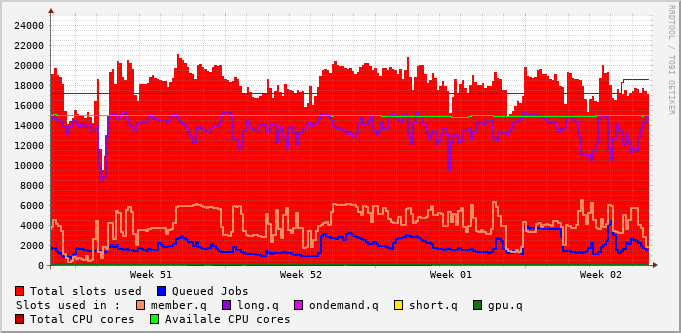 RRDTOOL / TOBI OETIKER
24000
22000
20000
18000
16000
14000
12000
10000
8000
6000
4000
2000
0
Week 51 Week 52 Week 01 Week 02
Total slots used Queued Jobs
Slots used in : member.q long.q ondemand.q short.q gpu.q
Total CPU cores Availale CPU cores